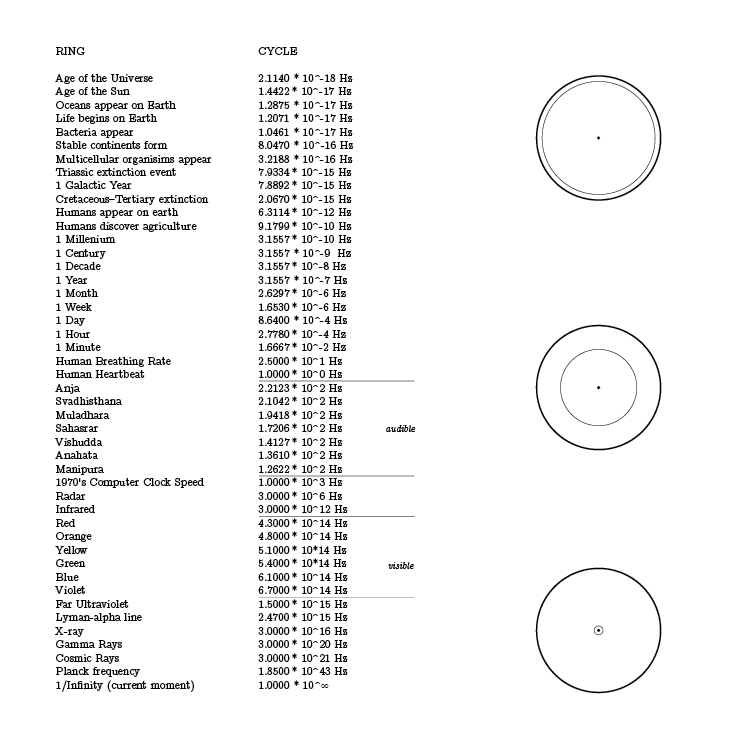 RING CYCLE
Age of the Universe 2.1140 * 10^-18 Hz
Age of the Sun 1.4422 * 10^-17 Hz
Oceans appear on Earth 1.2875 * 10^-17 Hz
Life begins on Earth 1.2071 * 10^-17 Hz
Bacteria appear 1.0461 * 10^-17 Hz
Stable continents form 8.0470 * 10^-16 Hz
Multicellular organisims appear 3.2188 * 10^-16 Hz
Triassic extinction event 7.9334 * 10^-15 Hz
1 Galactic Year 7.8892 * 10^-15 Hz
Cretaceous–Tertiary extinction 2.0670 * 10^-15 Hz
Humans appear on earth 6.3114 * 10^-12 Hz
Humans discover agriculture 9.1799 * 10^-10 Hz
1 Millenium 3.1557 * 10^-10 Hz
1 Century 3.1557 * 10^-9 Hz
1 Decade 3.1557 * 10^-8 Hz
1 Year 3.1557 * 10^-7 Hz
1 Month 2.6297 * 10^-6 Hz
1 Week 1.6530 * 10^-6 Hz
1 Day 8.6400 * 10^-4 Hz
1 Hour 2.7780 * 10^-4 Hz
1 Minute 1.6667 * 10^-2 Hz
Human Breathing Rate 2.5000 * 10^1 Hz
Human Heartbeat 1.0000 * 10^0 Hz
Anja 2.2123 * 10^2 Hz
Svadhisthana 2.1042 * 10^2 Hz
Muladhara 1.9418 * 10^2 Hz
Sahasrar 1.7206 * 10^2 Hz audible
Vishudda 1.4127 * 10^2 Hz
Anahata 1.3610 * 10^2 Hz
Manipura 1.2622 * 10^2 Hz
1970's Computer Clock Speed 1.0000 * 10^3 Hz
Radar 3.0000 * 10^6 Hz
Infrared 3.0000 * 10^12 Hz
Red 4.3000 * 10^14 Hz
Orange 4.8000 * 10^14 Hz
Yellow 5.1000 * 10*14 Hz
Green 5.4000 * 10*14 Hz visible
Blue 6.1000 * 10^14 Hz
Violet 6.7000 * 10^14 Hz
Far Ultraviolet 1.5000 * 10^15 Hz
Lyman-alpha line 2.4700 * 10^15 Hz
X-ray 3.0000 * 10^16 Hz
Gamma Rays 3.0000 * 10^20 Hz
Cosmic Rays 3.0000 * 10^21 Hz
Planck frequency 1.8500 * 10^43 Hz
1/Infinity (current moment) 1.0000 * 10^∞